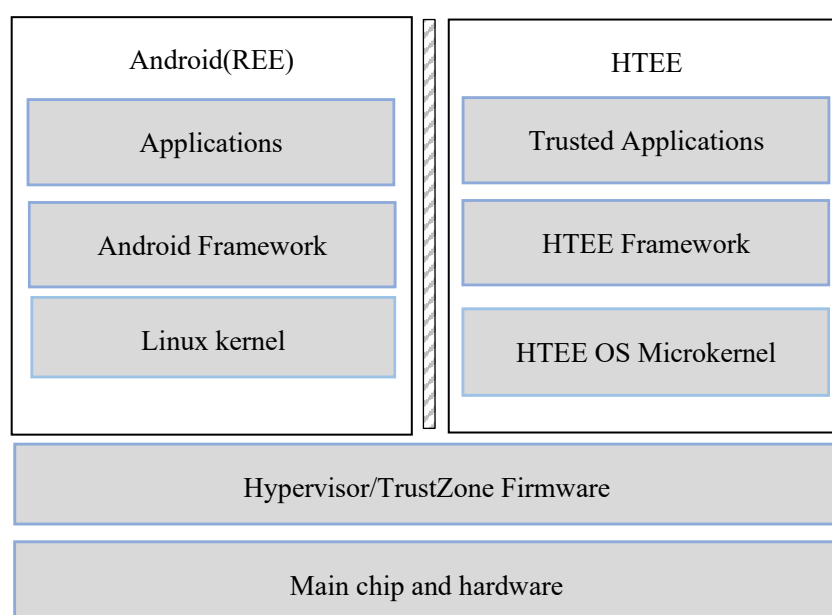 Android(REE)
Applications
Android Framework
Linux kernel
HTEE
Trusted Applications
HTEE Framework
HTEE OS Microkernel
Hypervisor/TrustZone Firmware
Main chip and hardware